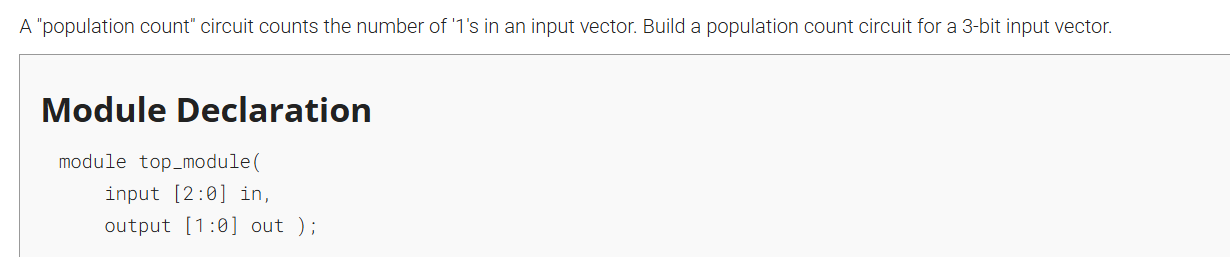 A "population count" circuit counts the number of '1's in an input vector. Build a population count circuit for a 3-bit input vector.
Module Declaration
module top_module(
    input [2:0] in,
    output [1:0] out );